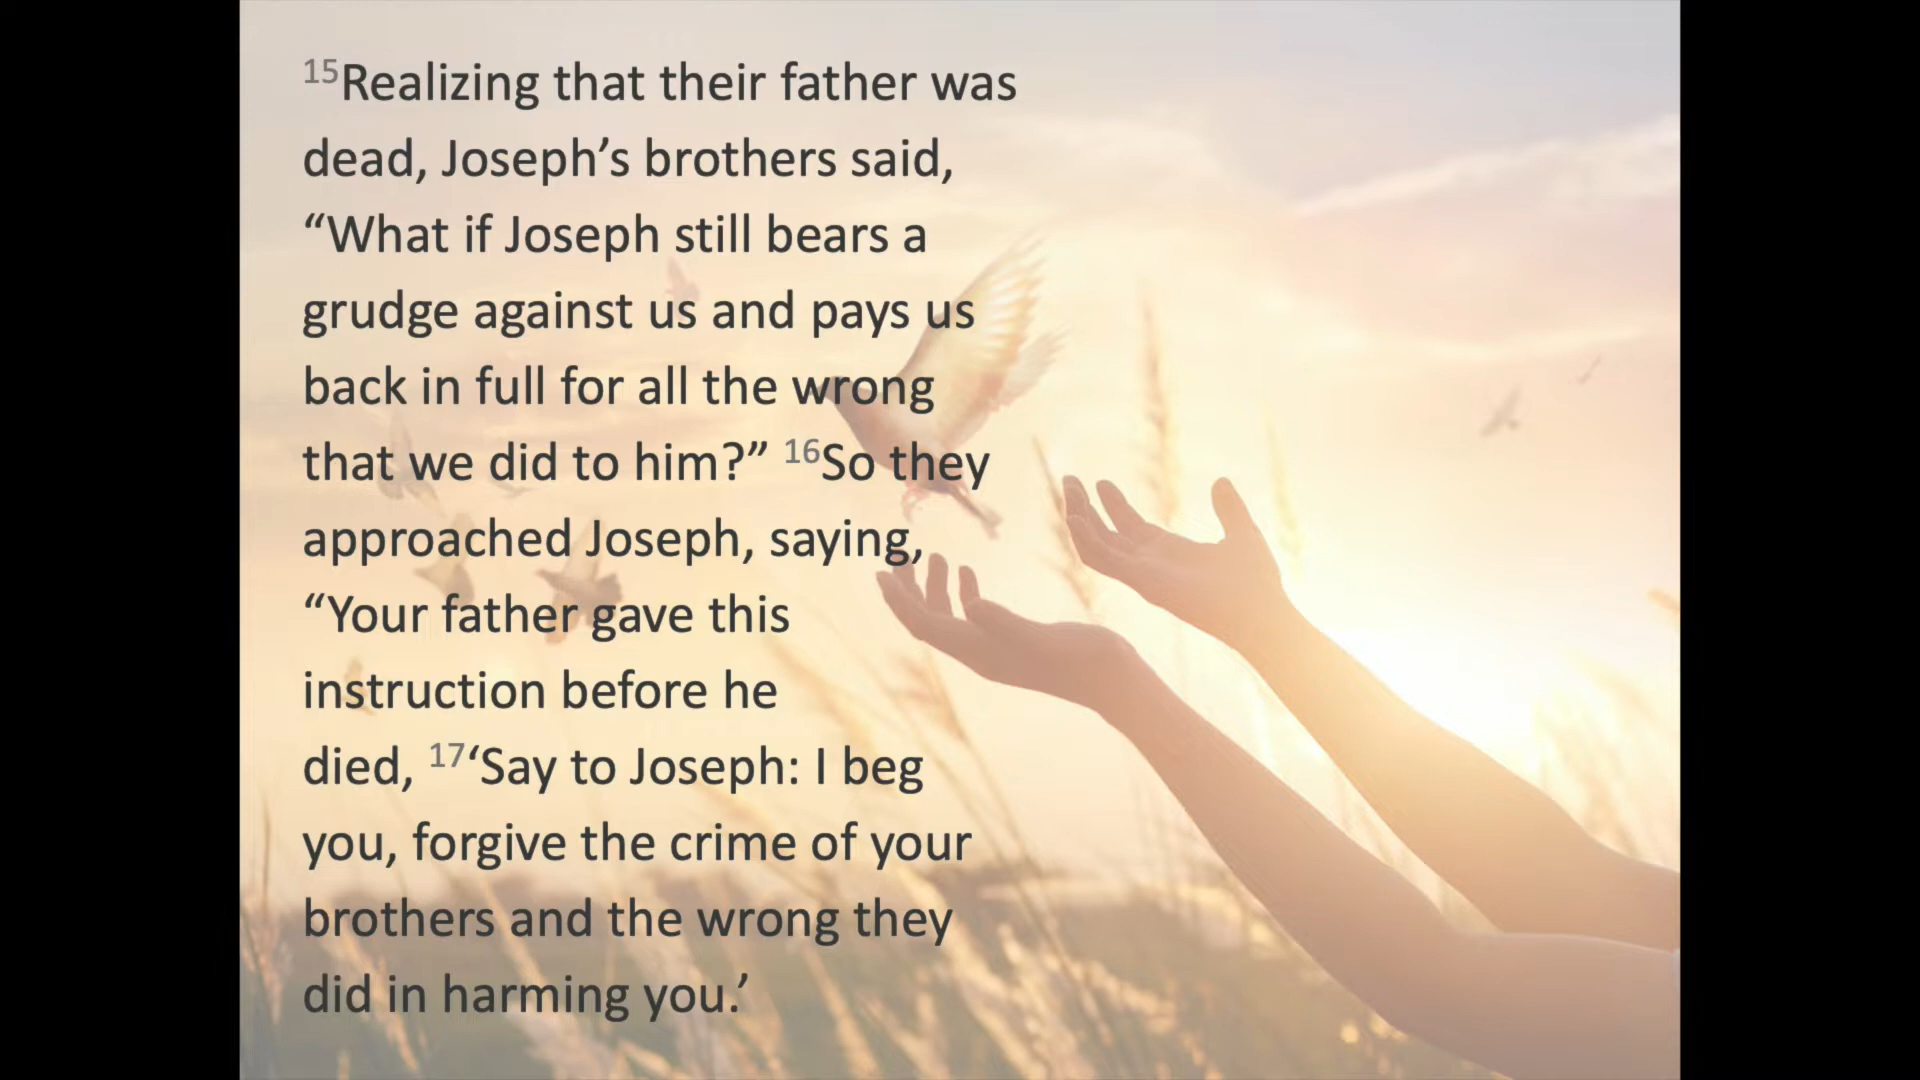 15Realizing that their father was
dead, Joseph’s brothers said,
“What if Joseph still bears a
grudge against us and pays us
back in full for all the wrong
that we did to him?” 16So they
approached Joseph, saying,
“Your father gave this
instruction before he
died, 17‘Say to Joseph: I beg
you, forgive the crime of your
brothers and the wrong they
did in harming you.’